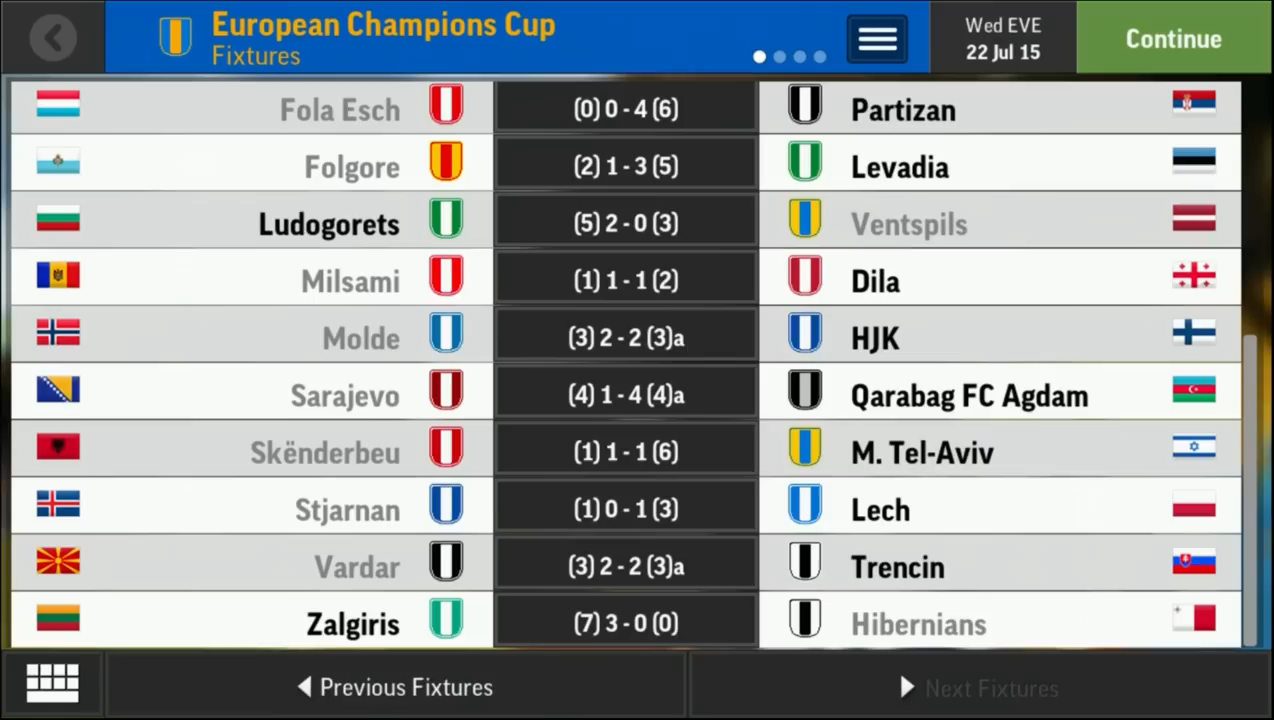 European Champions Cup
Fixtures
Wed EVE
22 Jul 15
Continue
Fola Esch (0) 0 - 4 (6) Partizan
Folgore (2) 1 - 3 (5) Levadia
Ludogorets (5) 2 - 0 (3) Ventspils
Milsami (1) 1 - 1 (2) Dila
Molde (3) 2 - 2 (3)a HJK
Sarajevo (4) 1 - 4 (4)a Qarabag FC Agdam
Skënderbeu (1) 1 - 1 (6) M. Tel-Aviv
Stjarnan (1) 0 - 1 (3) Lech
Vardar (3) 2 - 2 (3)a Trencin
Zalgiris (7) 3 - 0 (0) Hibernians
Previous Fixtures
Next Fixtures